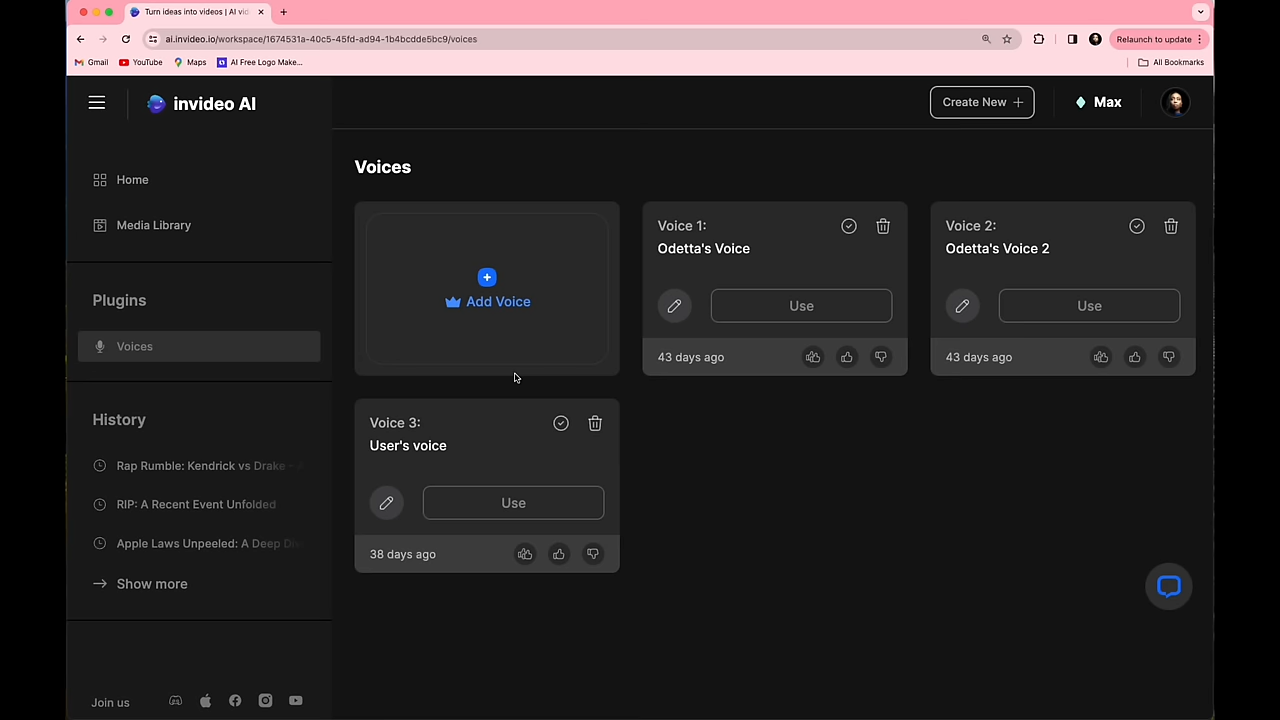 Turn ideas into videos | AI vid
ai.invideo.io/workspace/1674531a-40c5-45fd-ad94-1b4bcdde5bc9/voices
Relaunch to update
Gmail
YouTube
Maps
AI Free Logo Make...
All Bookmarks
invideo AI
Create New
Max
Home
Media Library
Plugins
Voices
History
Rap Rumble: Kendrick vs Drake -
RIP: A Recent Event Unfolded
Apple Laws Unpeeled: A Deep
Show more
Join us
Voices
Add Voice
Voice 1:
Odetta's Voice
Use
43 days ago
Voice 2:
Odetta's Voice 2
Use
43 days ago
Voice 3:
User's voice
Use
38 days ago